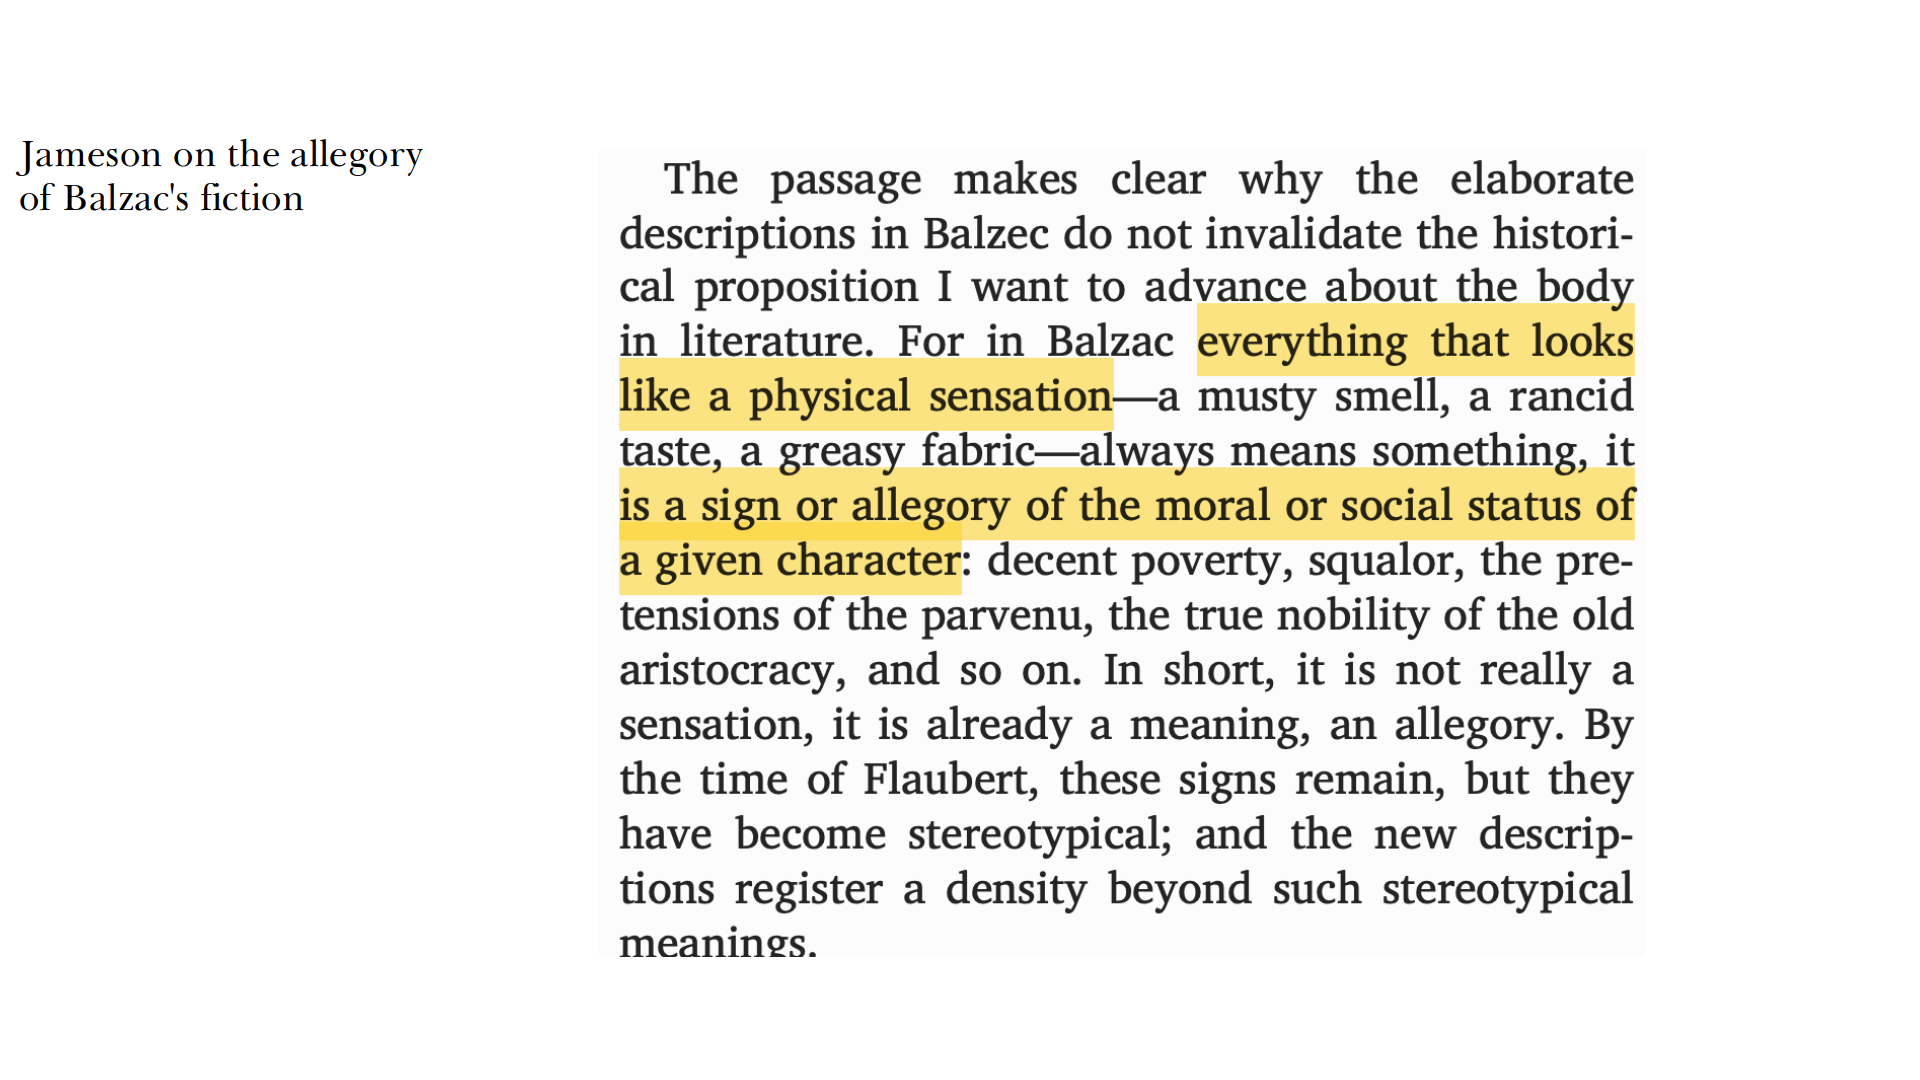 Jameson on the allegory
of Balzac's fiction
The passage makes clear why the elaborate
descriptions in Balzec do not invalidate the histori-
cal proposition I want to advance about the body
in literature. For in Balzac everything that looks
like a physical sensation—a musty smell, a rancid
taste, a greasy fabric—always means something, it
is a sign or allegory of the moral or social status of
a given character: decent poverty, squalor, the pre-
tensions of the parvenu, the true nobility of the old
aristocracy, and so on. In short, it is not really a
sensation, it is already a meaning, an allegory. By
the time of Flaubert, these signs remain, but they
have become stereotypical; and the new descrip-
tions register a density beyond such stereotypical
meanings.